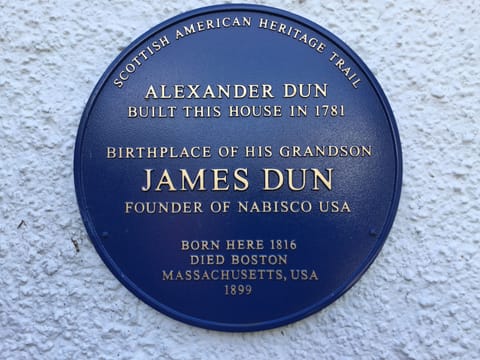 SCOTTISH AMERICAN HERITAGE TRAIL
ALEXANDER DUN
BUILT THIS HOUSE IN 1781
BIRTHPLACE OF HIS GRANDSON
JAMES DUN
FOUNDER OF NABISCO USA
BORN HERE 1816
DIED BOSTON
MASSACHUSETTS, USA
1899